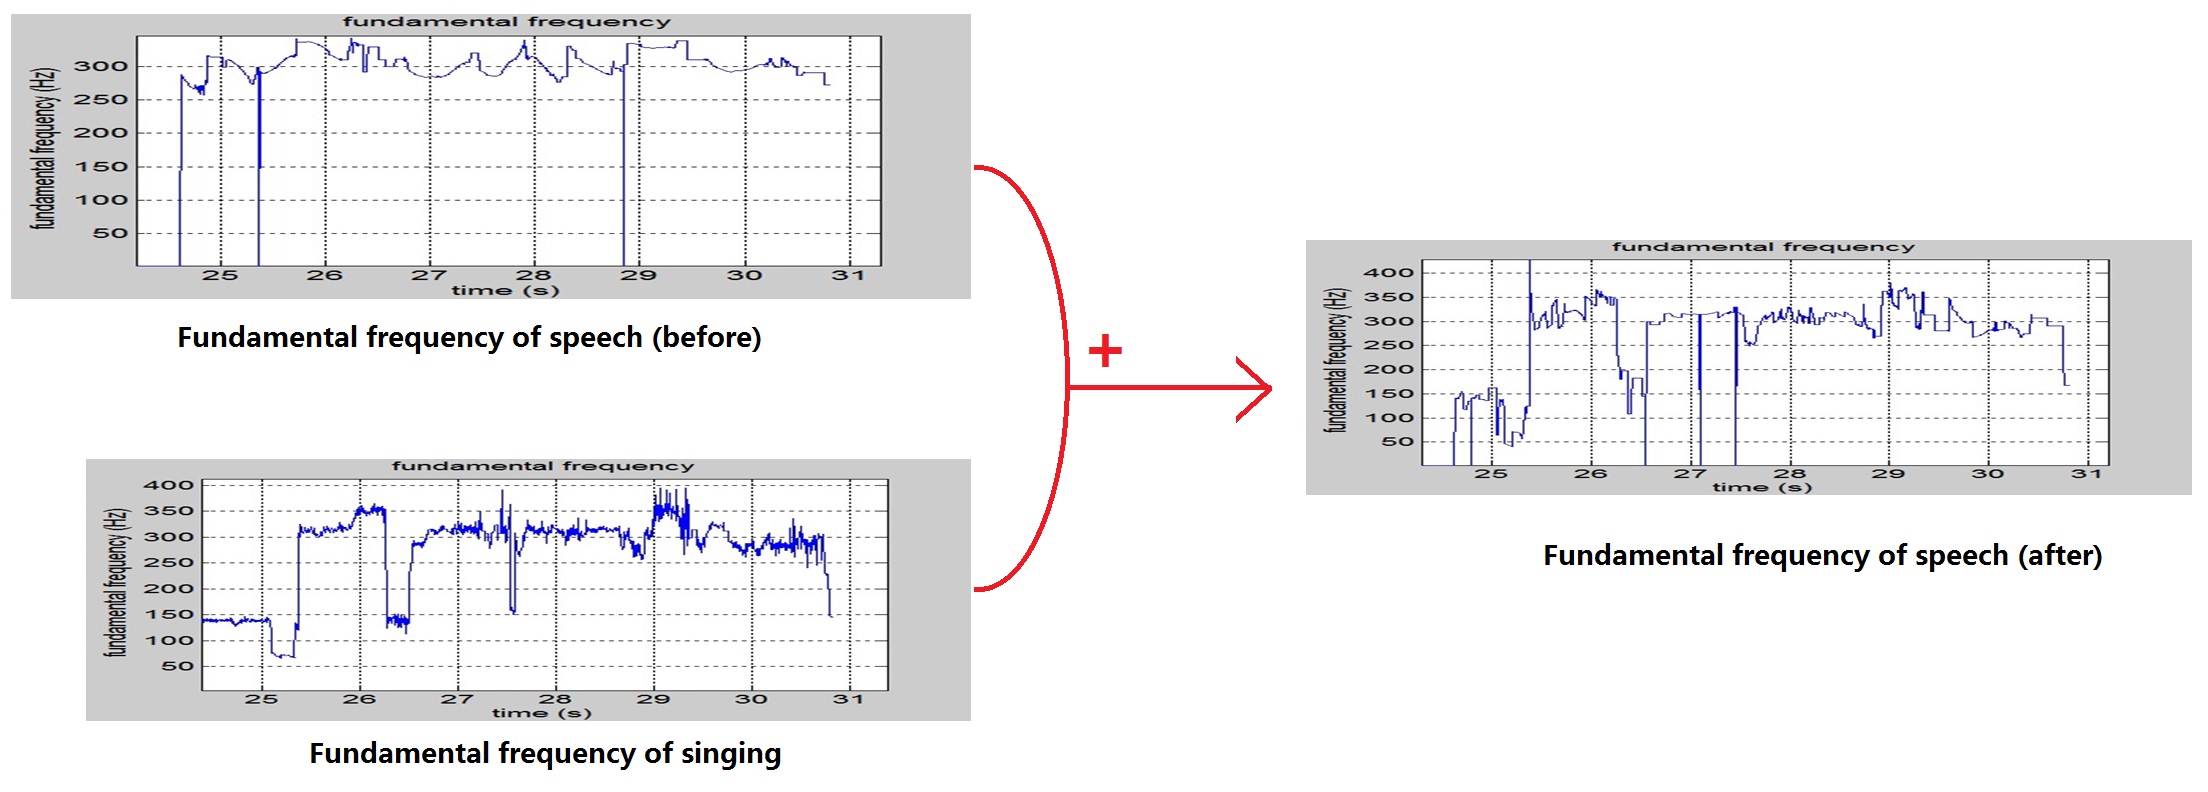 fundamental frequency
fundamental frequency (Hz)
300
250
200
150
100
50
25 26 27 28 29 30 31
time (s)
Fundamental frequency of speech (before)
fundamental frequency
fundamental frequency (Hz)
400
350
300
250
200
150
100
50
25 26 27 28 29 30 31
time (s)
Fundamental frequency of singing
+
fundamental frequency
fundamental frequency (Hz)
400
350
300
250
200
150
100
50
25 26 27 28 29 30 31
time (s)
Fundamental frequency of speech (after)